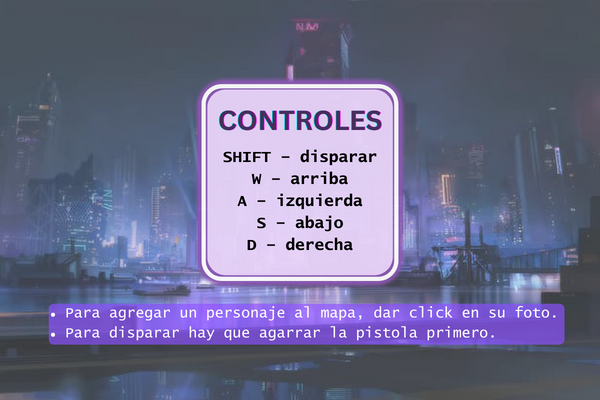 CONTROLES
SHIFT - disparar
W - arriba
A - izquierda
S - abajo
D - derecha
• Para agregar un personaje al mapa, dar click en su foto.
• Para disparar hay que agarrar la pistola primero.